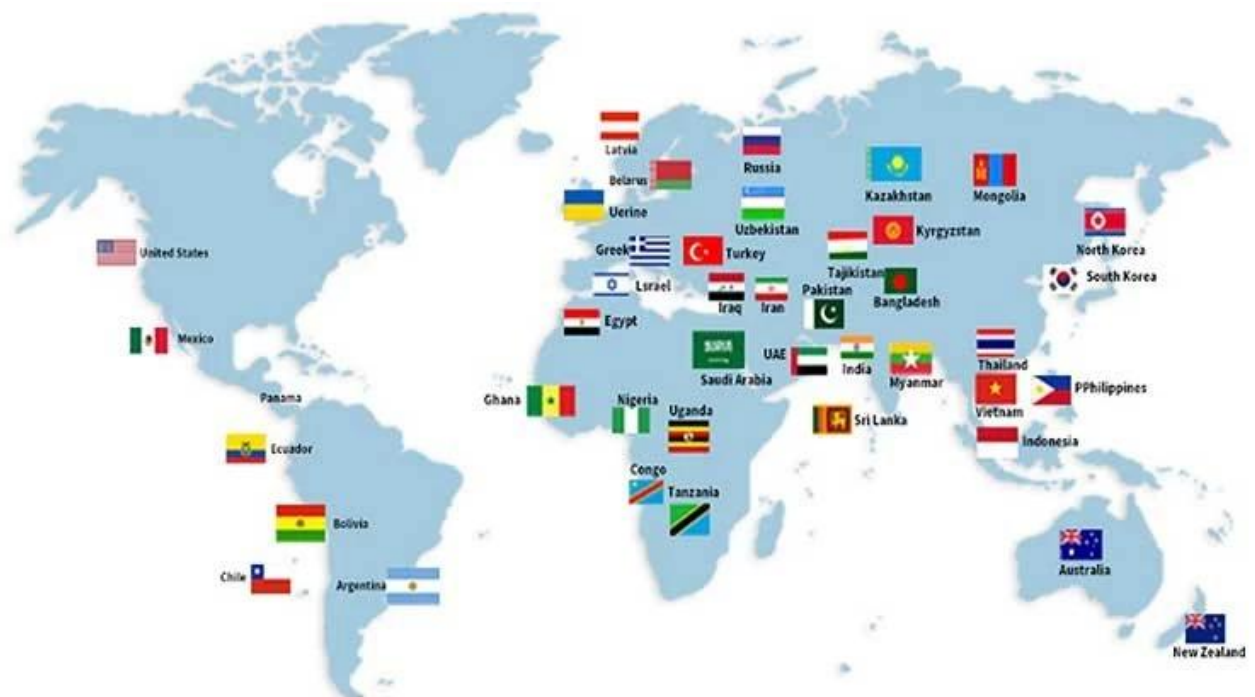 Latvia
Russia
Belarus
Kazakhstan
Mongolia
Uerine
Uzbekistan
Kyrgyzstan
United States
Greek
Turkey
North Korea
Tajikistan
South Korea
Lsrael
Pakistan
Bangladesh
Iraq
Iran
Egypt
Mexico
UAE
India
Thailand
Saudi Arabia
Myanmar
PPhilippines
Panama
Ghana
Nigeria
Uganda
Vietnam
Sri Lanka
Indonesia
Ecuador
Congo
Tanzania
Bolivia
Australia
Chile
Argentina
New Zealand